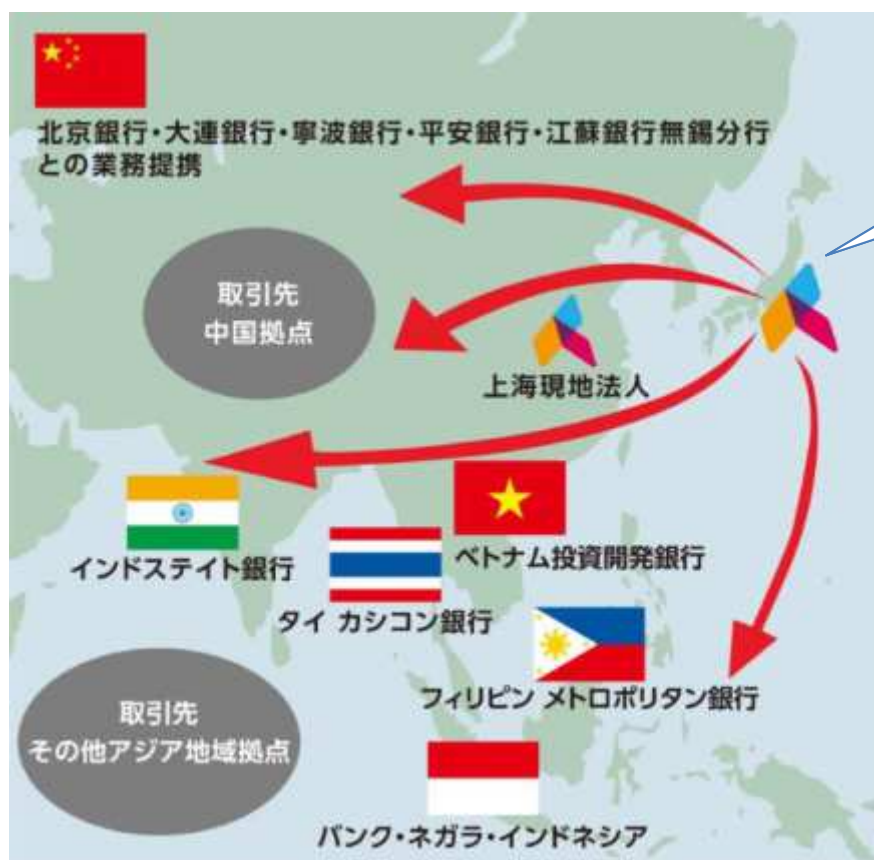 北京銀行・大連銀行・寧波銀行・平安銀行・江蘇銀行無錫分行
との業務提携
取引先
中国拠点
上海現地法人
インドステイト銀行
ベトナム投資開発銀行
タイ カシコン銀行
フィリピン メトロポリタン銀行
取引先
その他アジア地域拠点
バンク・ネガラ・インドネシア